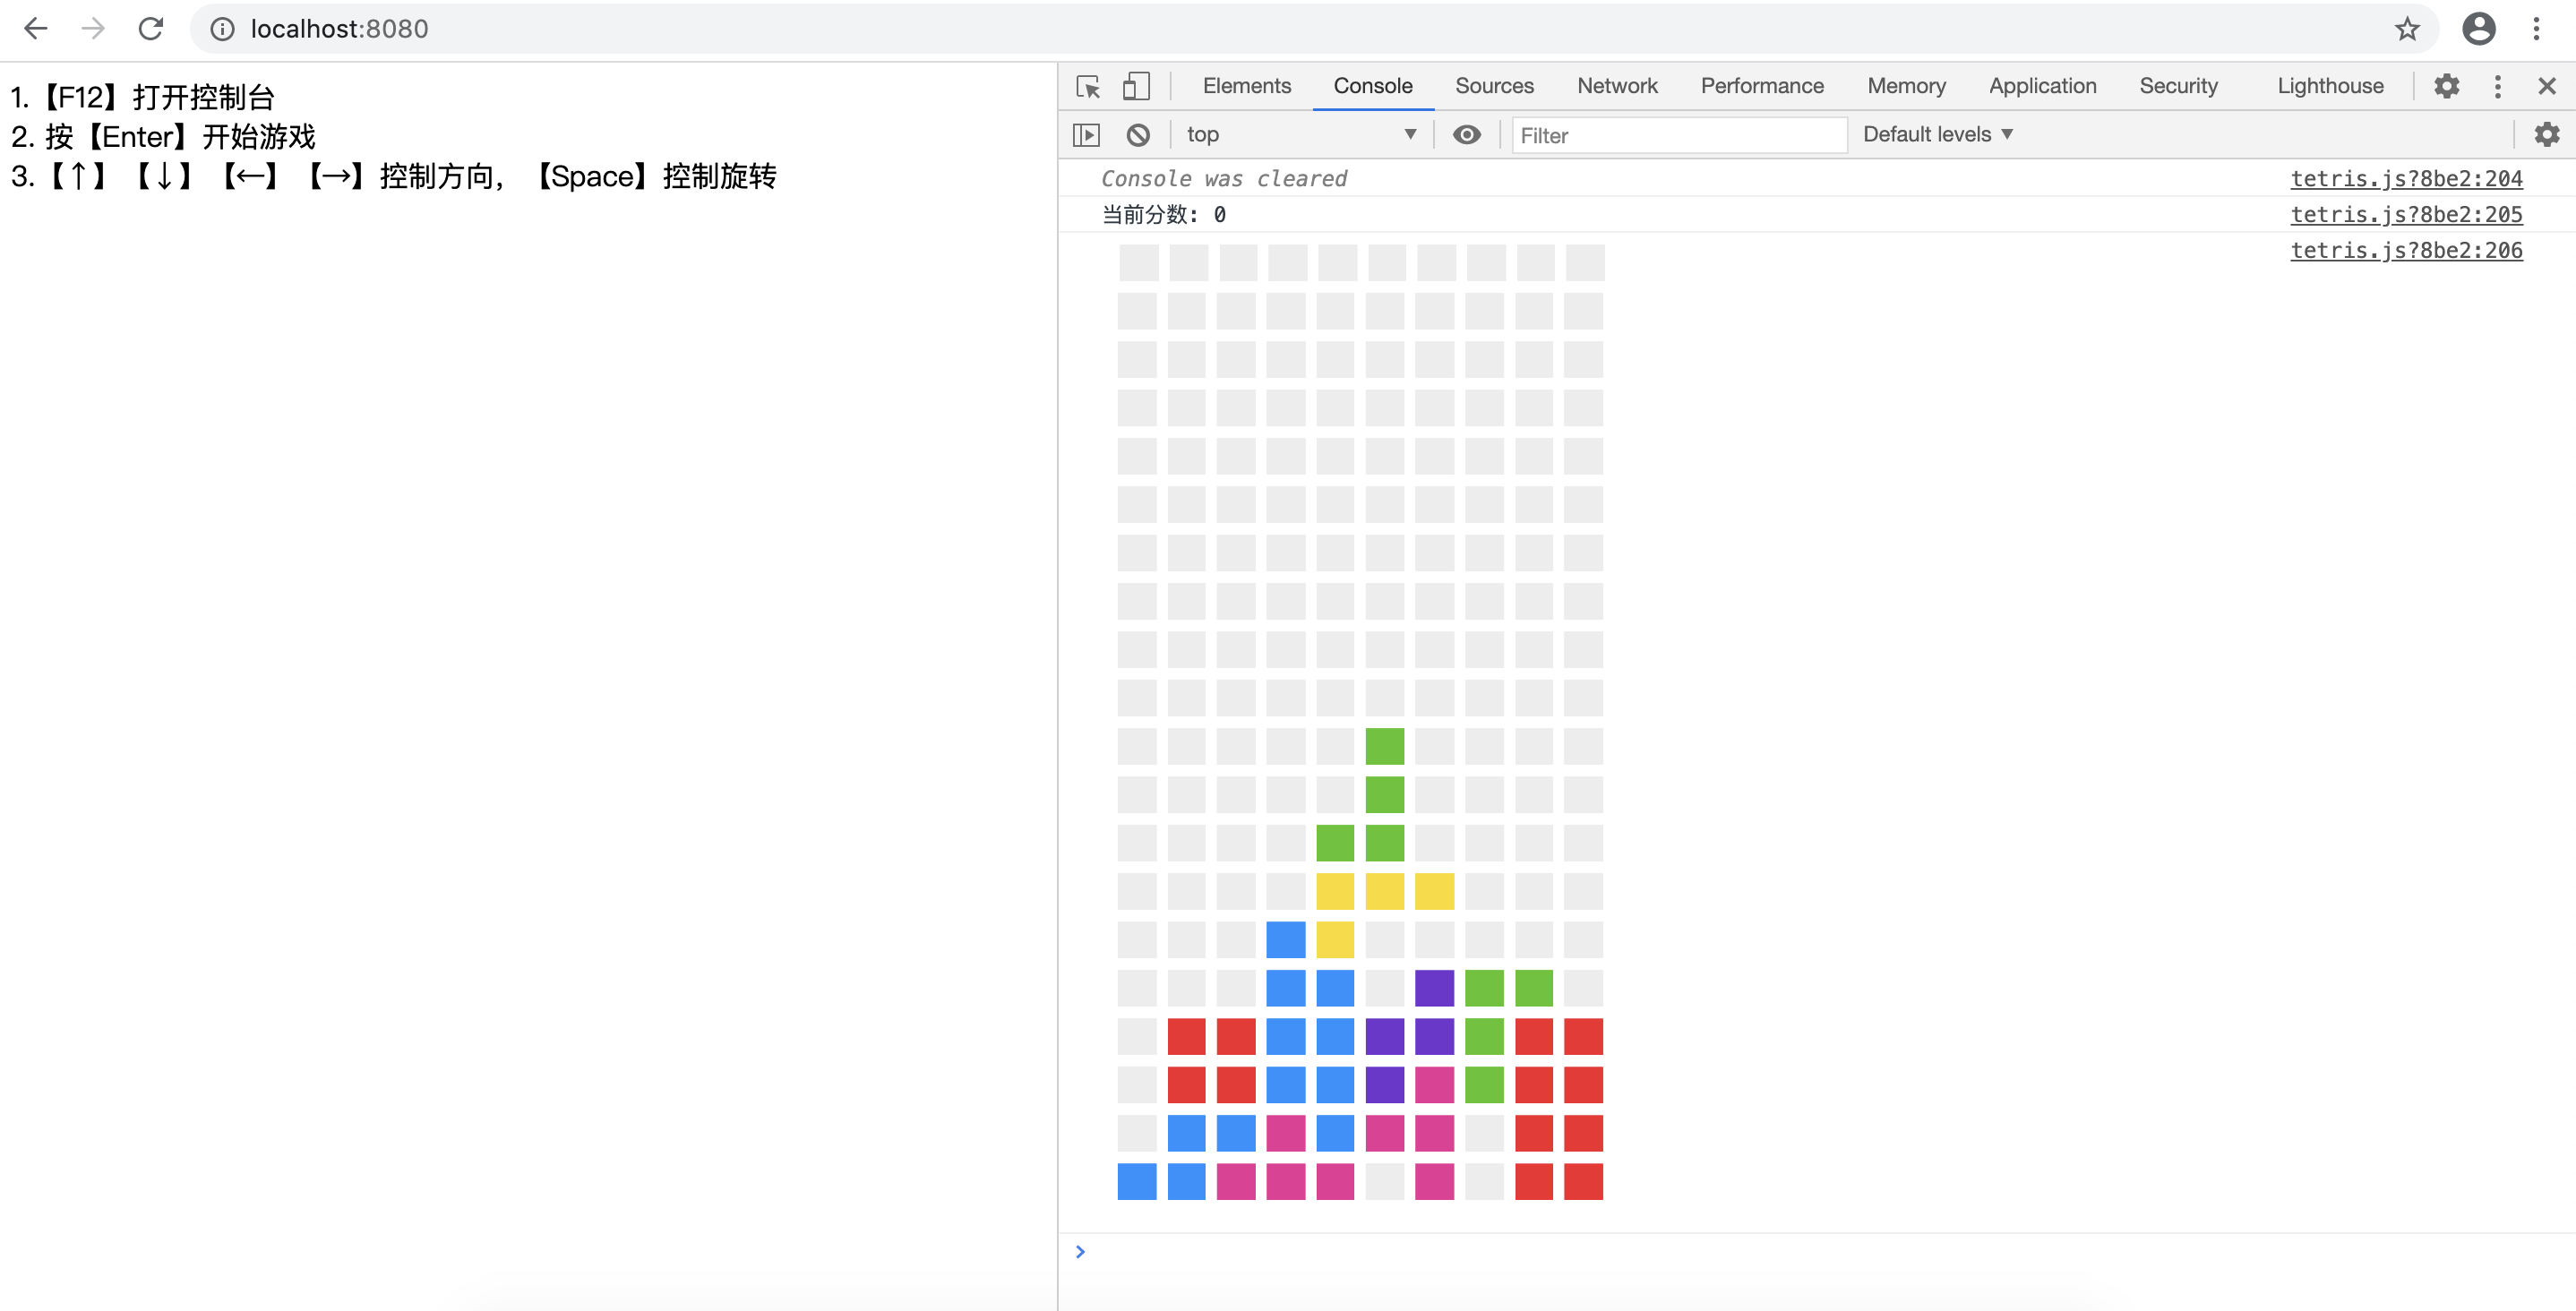 localhost:8080
1.【F12】打开控制台
2. 按【Enter】开始游戏
3.【↑】【↓】【←】【→】控制方向，【Space】控制旋转
Elements Console Sources Network Performance Memory Application Security Lighthouse
top Filter Default levels
Console was cleared tetris.js?8be2:204
当前分数: 0 tetris.js?8be2:205
tetris.js?8be2:206